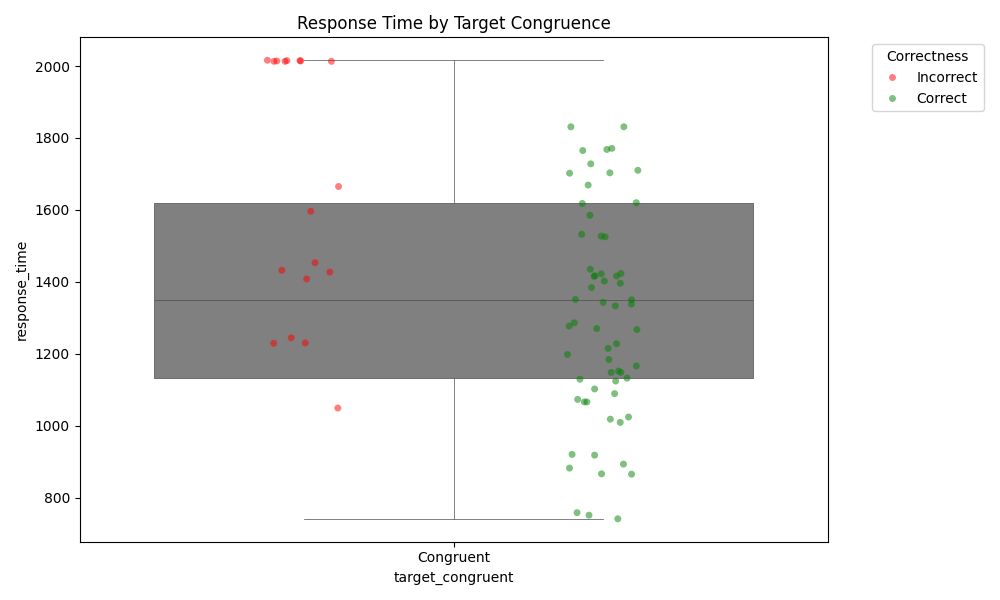 Response Time by Target Congruence
Correctness
Incorrect
Correct
response_time
2000
1800
1600
1400
1200
1000
800
Congruent
target_congruent